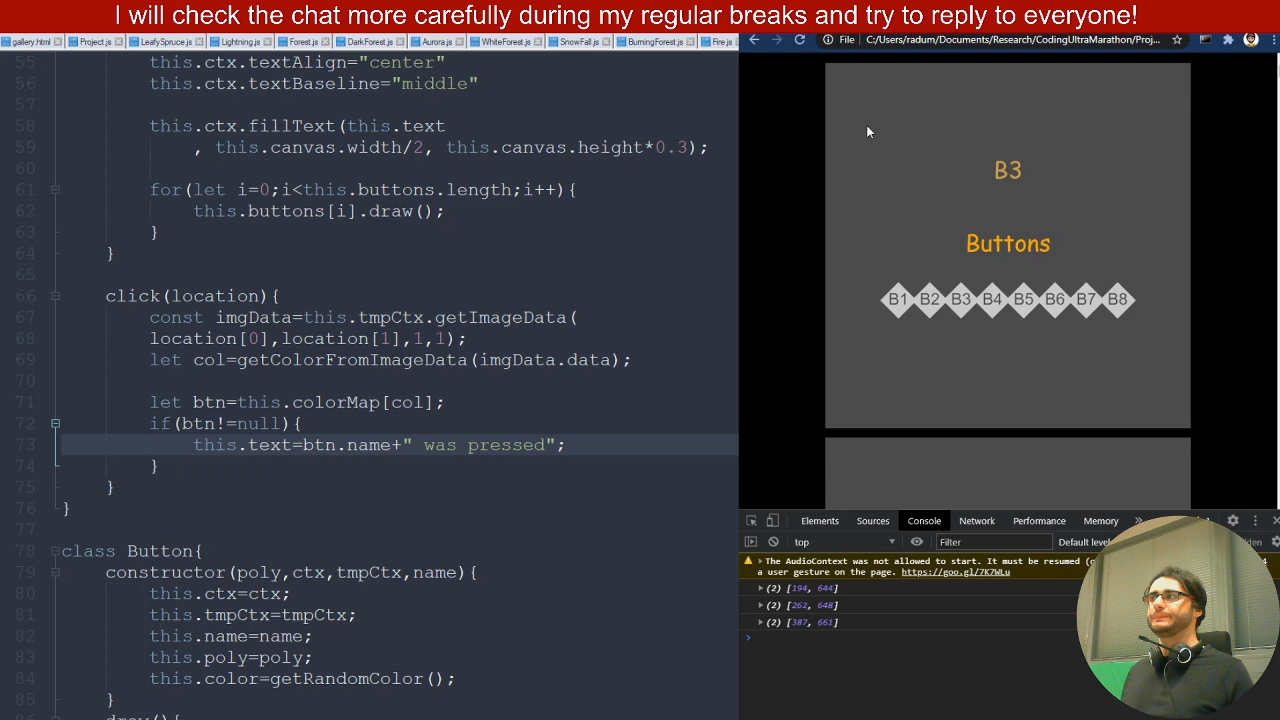 I will check the chat more carefully during my regular breaks and try to reply to everyone!
gallery.html Project.js LeafySpruce.js Lightning.js Forest.js DarkForest.js Aurora.js WhiteForest.js SnowFall.js BurningForest.js Fire.js
File C:/Users/radum/Documents/Research/CodingUltraMarathon/Proj...
55 this.ctx.textAlign="center"
56 this.ctx.textBaseline="middle"
57
58 this.ctx.fillText(this.text
59 , this.canvas.width/2, this.canvas.height*0.3);
60
61 for(let i=0;i<this.buttons.length;i++){
62 this.buttons[i].draw();
63 }
64 }
65
66 click(location){
67 const imgData=this.tmpCtx.getImageData(
68 location[0],location[1],1,1);
69 let col=getColorFromImageData(imgData.data);
70
71 let btn=this.colorMap[col];
72 if(btn!=null){
73 this.text=btn.name+" was pressed";
74 }
75 }
76 }
77
78 class Button{
79 constructor(poly,ctx,tmpCtx,name){
80 this.ctx=ctx;
81 this.tmpCtx=tmpCtx;
82 this.name=name;
83 this.poly=poly;
84 this.color=getRandomColor();
85 }
86 draw(){
B3
Buttons
B1 B2 B3 B4 B5 B6 B7 B8
Elements Sources Console Network Performance Memory »
top Filter Default level
The AudioContext was not allowed to start. It must be resumed (
a user gesture on the page. https://goo.gl/7K7WLu
(2) [194, 644]
(2) [262, 648]
(2) [387, 661]